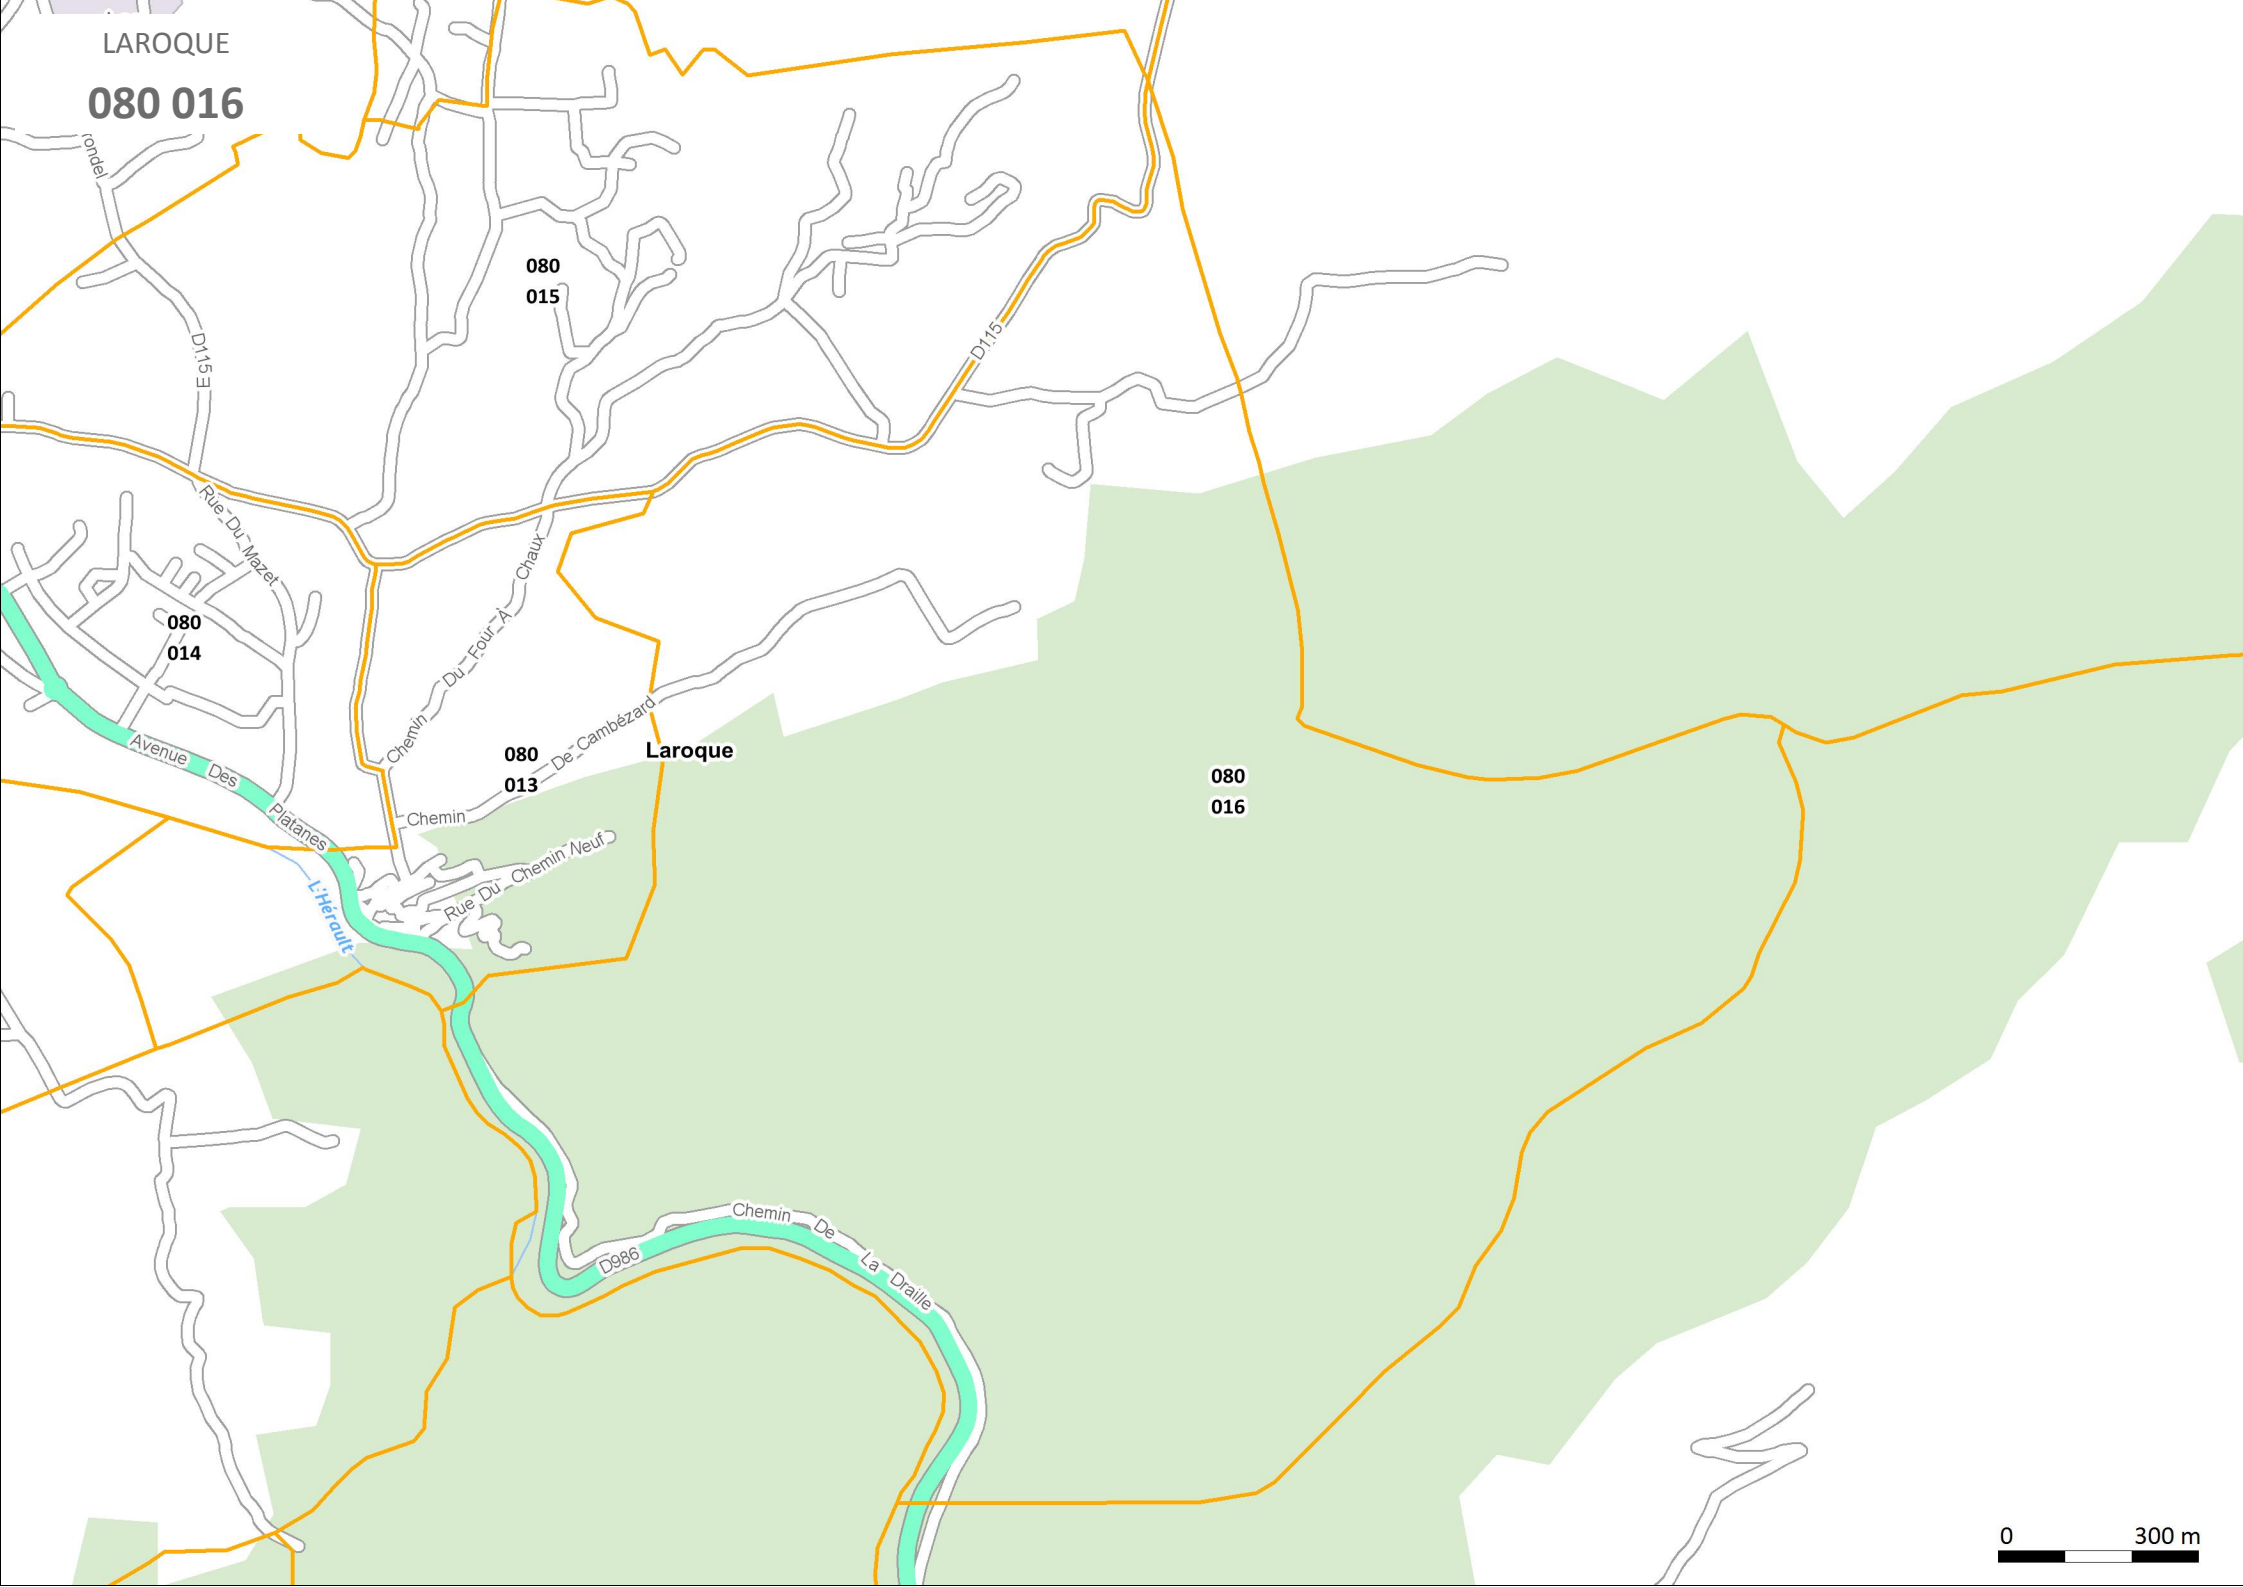 LAROQUE
080 016
ondel
080
015
D115E
D115
Rue Du Mazet
Chemin Du Four À Chaux
080
014
Avenue Des Platanes
080
013
Chemin De Cambézard
Laroque
080
016
Rue Du Chemin Neuf
L'Hérault
D986
Chemin De La Draille
0 300 m